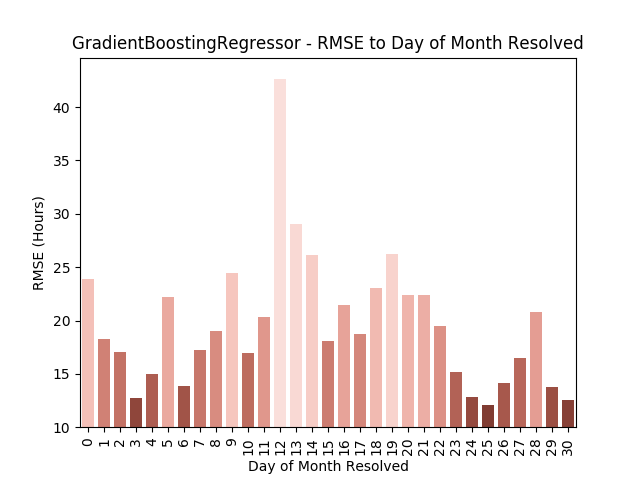 GradientBoostingRegressor - RMSE to Day of Month Resolved
RMSE (Hours)
40
35
30
25
20
15
10
0 1 2 3 4 5 6 7 8 9 10 11 12 13 14 15 16 17 18 19 20 21 22 23 24 25 26 27 28 29 30
Day of Month Resolved